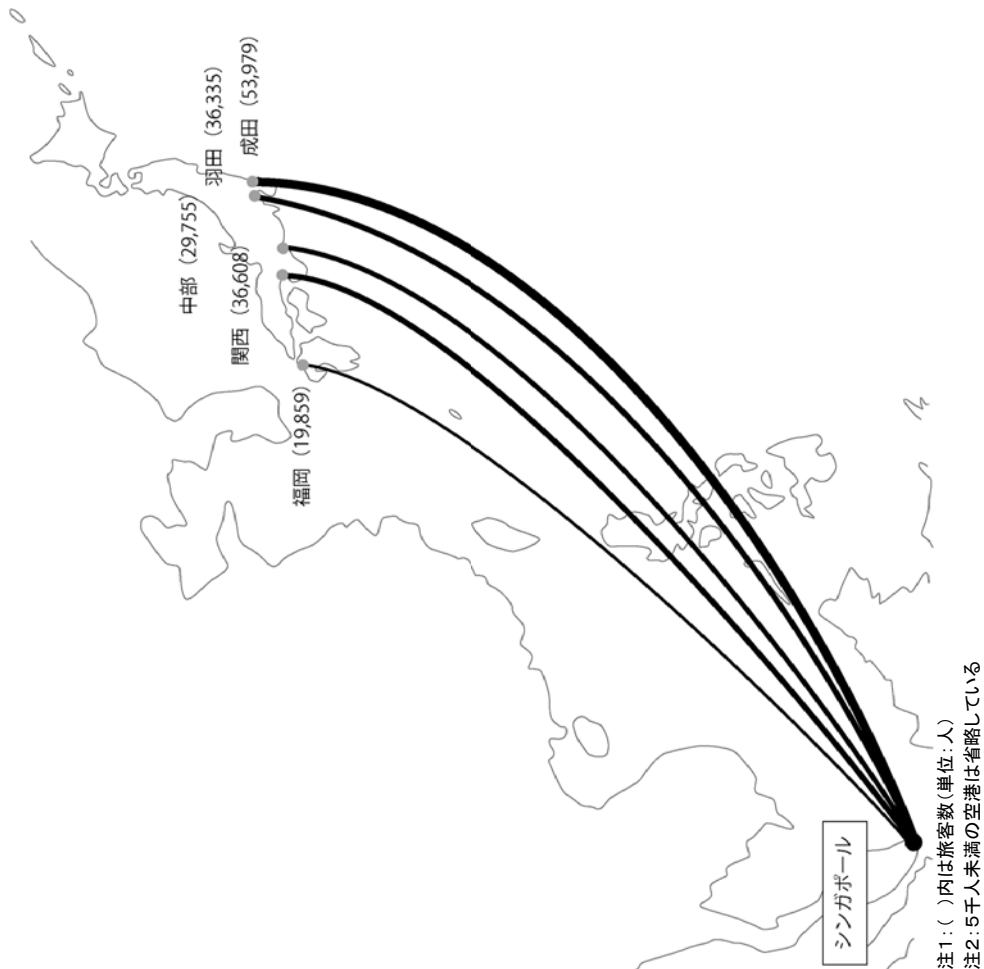 羽田（36,335）
成田（53,979）
中部（29,755）
関西（36,608）
福岡（19,859）
シンガポール
注1：（ ）内は旅客数（単位：人）
注2：5千人未満の空港は省略している